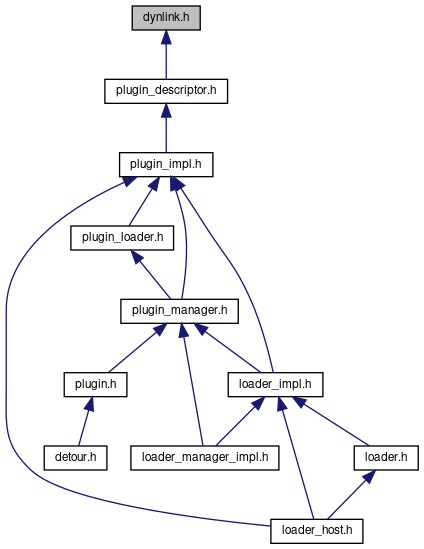 dynlink.h
plugin_descriptor.h
plugin_impl.h
plugin_loader.h
plugin_manager.h
plugin.h
loader_impl.h
detour.h
loader_manager_impl.h
loader.h
loader_host.h